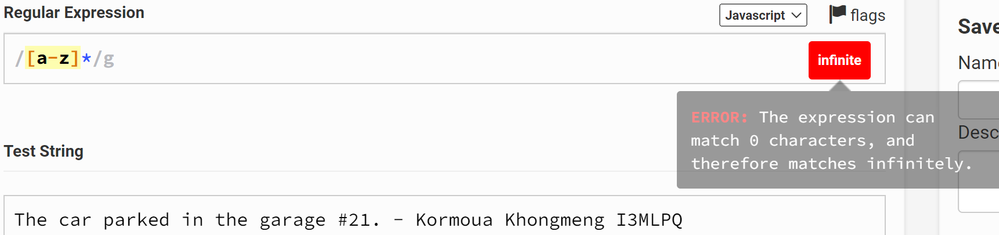 Regular Expression
Javascript
flags
/[a-z]*/g
infinite
ERROR: The expression can
match 0 characters, and
therefore matches infinitely.
Test String
The car parked in the garage #21. - Kormoua Khongmeng I3MLPQ
Save
Name
Desc